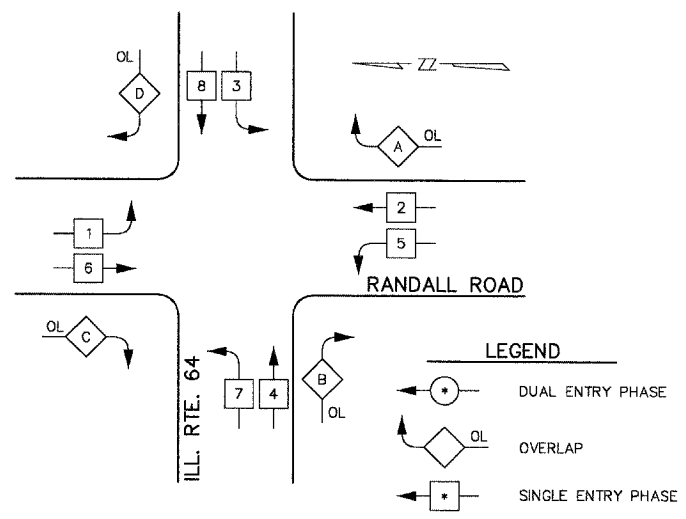 OL
D
8
3
ZZ
A
OL
1
2
6
5
RANDALL ROAD
OL
C
ILL. RTE. 64
7
4
B
OL
LEGEND
* DUAL ENTRY PHASE
OL OVERLAP
* SINGLE ENTRY PHASE